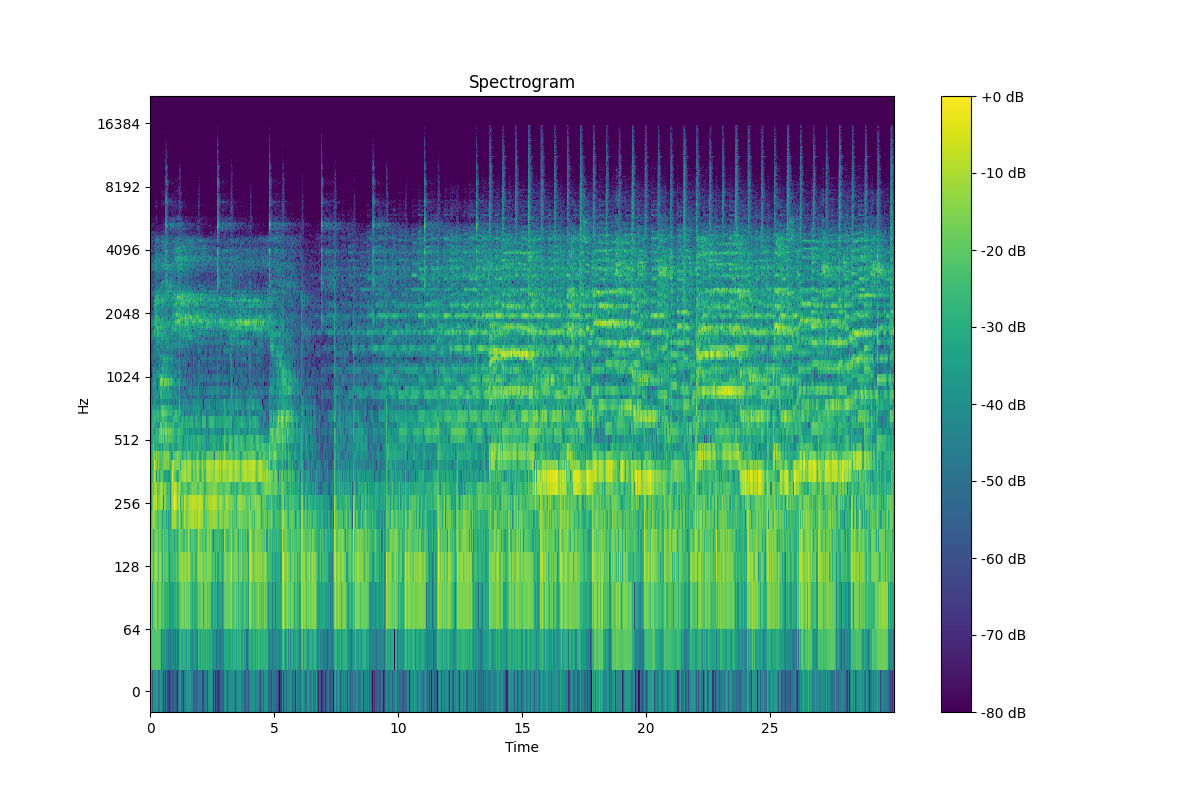 Spectrogram
16384
8192
4096
2048
1024
512
256
128
64
0
Hz
0
5
10
15
20
25
Time
+0 dB
-10 dB
-20 dB
-30 dB
-40 dB
-50 dB
-60 dB
-70 dB
-80 dB